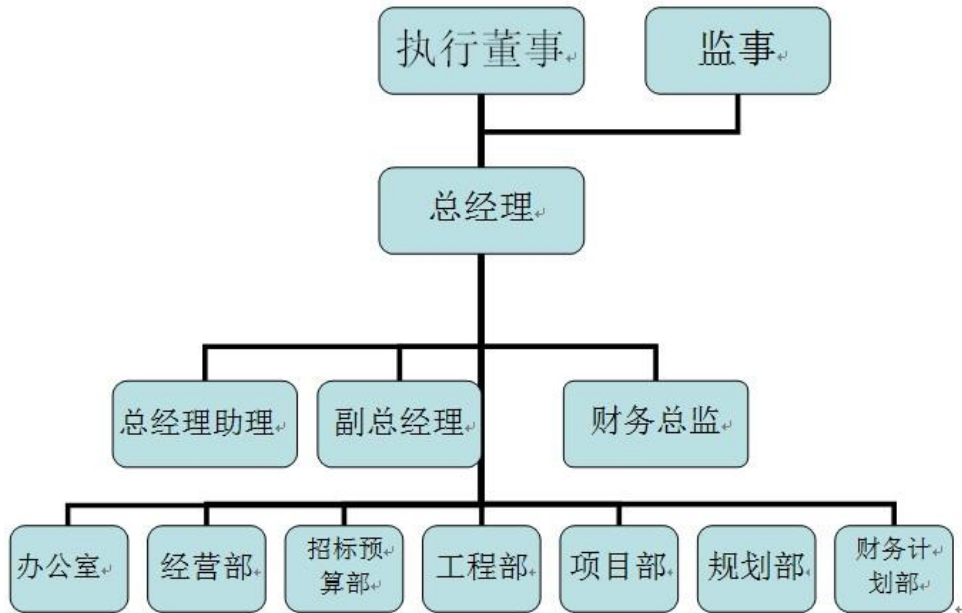 执行董事
监事
总经理
总经理助理
副总经理
财务总监
办公室
经营部
招标预
算部
工程部
项目部
规划部
财务计
划部